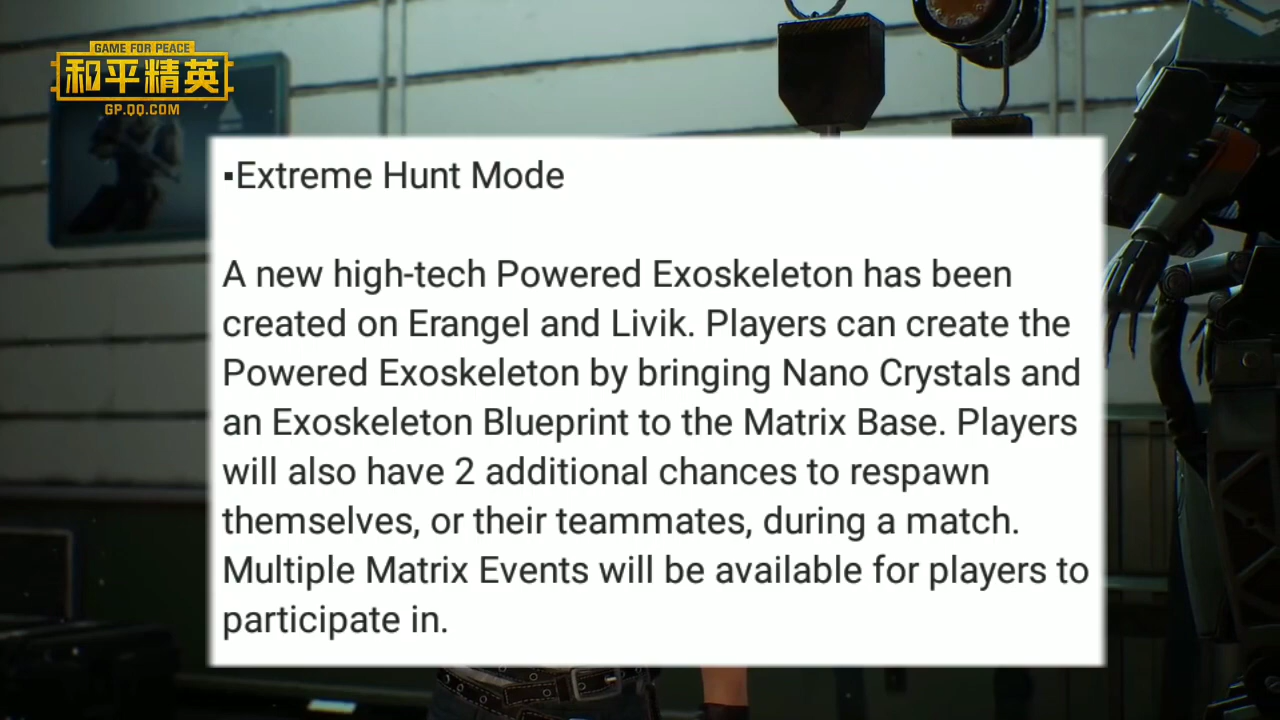 GAME FOR PEACE
和平精英
GP.QQ.COM
▪Extreme Hunt Mode
A new high-tech Powered Exoskeleton has been
created on Erangel and Livik. Players can create the
Powered Exoskeleton by bringing Nano Crystals and
an Exoskeleton Blueprint to the Matrix Base. Players
will also have 2 additional chances to respawn
themselves, or their teammates, during a match.
Multiple Matrix Events will be available for players to
participate in.